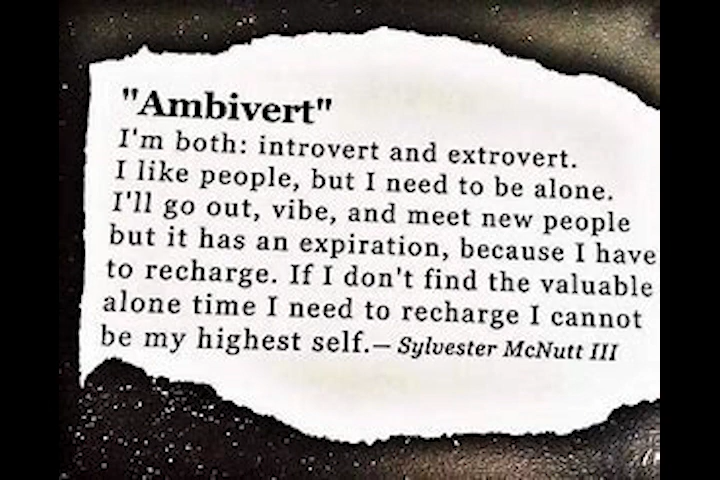 "Ambivert"
I'm both: introvert and extrovert.
I like people, but I need to be alone.
I'll go out, vibe, and meet new people
but it has an expiration, because I have
to recharge. If I don't find the valuable
alone time I need to recharge I cannot
be my highest self.— Sylvester McNutt III